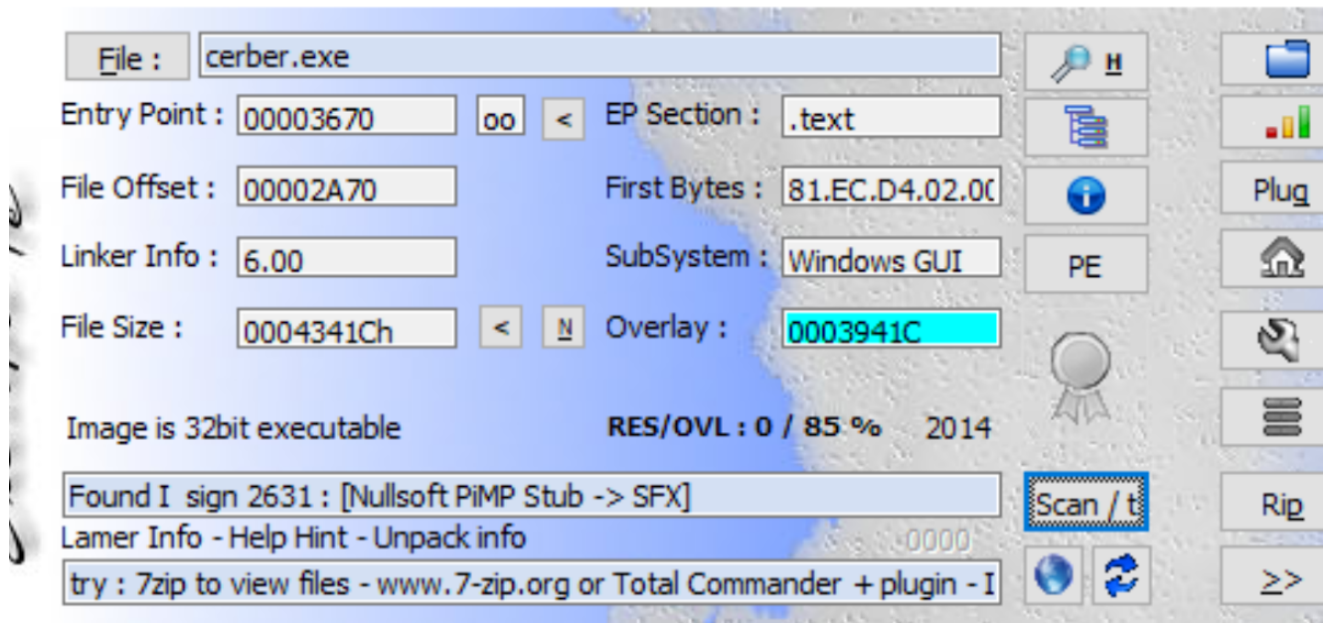 File : cerber.exe H
Entry Point : 00003670 oo < EP Section : .text
File Offset : 00002A70 First Bytes : 81.EC.D4.02.00 Plug
Linker Info : 6.00 SubSystem : Windows GUI PE
File Size : 0004341Ch < N Overlay : 0003941C
Image is 32bit executable RES/OVL : 0 / 85 % 2014
Found I sign 2631 : [Nullsoft PiMP Stub -> SFX] Scan / t Rip
Lamer Info - Help Hint - Unpack info 0000
try : 7zip to view files - www.7-zip.org or Total Commander + plugin - I >>